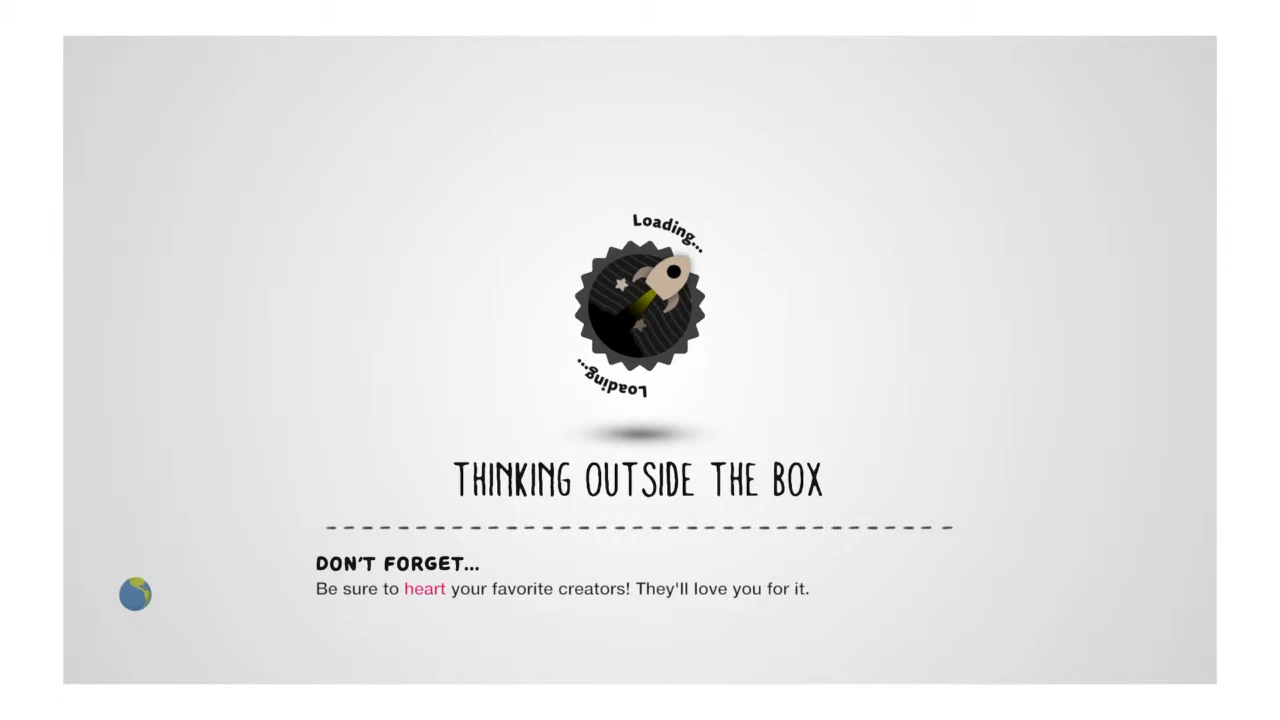 Loading...
Loading...
THINKING OUTSIDE THE BOX
DON'T FORGET...
Be sure to heart your favorite creators! They'll love you for it.